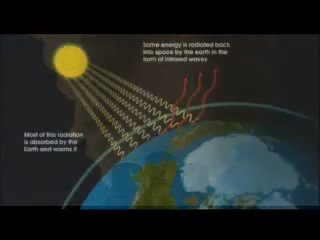 Some energy is radiated back
into space by the earth in the
form of infrared waves
Most of this radiation
is absorbed by the
Earth and warms it